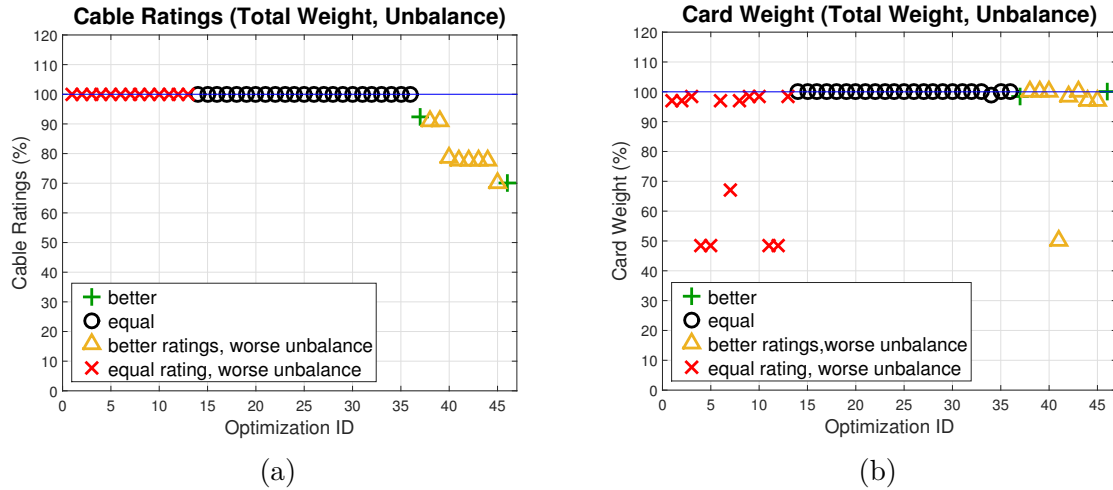 Cable Ratings (Total Weight, Unbalance)
120
110
100
90
80
70
60
50
40
30
20
10
0
Cable Ratings (%)
better
equal
better ratings, worse unbalance
equal rating, worse unbalance
0 5 10 15 20 25 30 35 40 45
Optimization ID
(a)
Card Weight (Total Weight, Unbalance)
120
110
100
90
80
70
60
50
40
30
20
10
0
Card Weight (%)
better
equal
better ratings,worse unbalance
equal rating, worse unbalance
0 5 10 15 20 25 30 35 40 45
Optimization ID
(b)